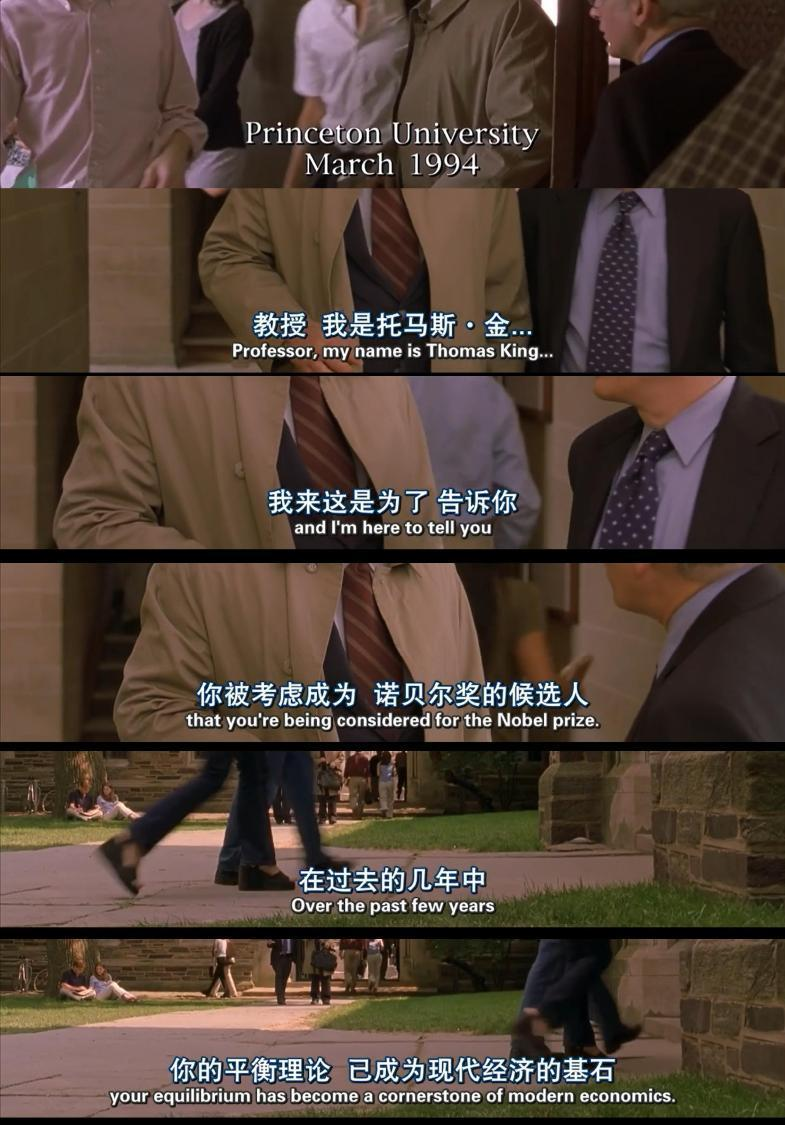 Princeton University
March 1994
教授 我是托马斯·金...
Professor, my name is Thomas King...
我来这是为了 告诉你
and I'm here to tell you
你被考虑成为 诺贝尔奖的候选人
that you're being considered for the Nobel prize.
在过去的几年中
Over the past few years
你的平衡理论 已成为现代经济的基石
your equilibrium has become a cornerstone of modern economics.